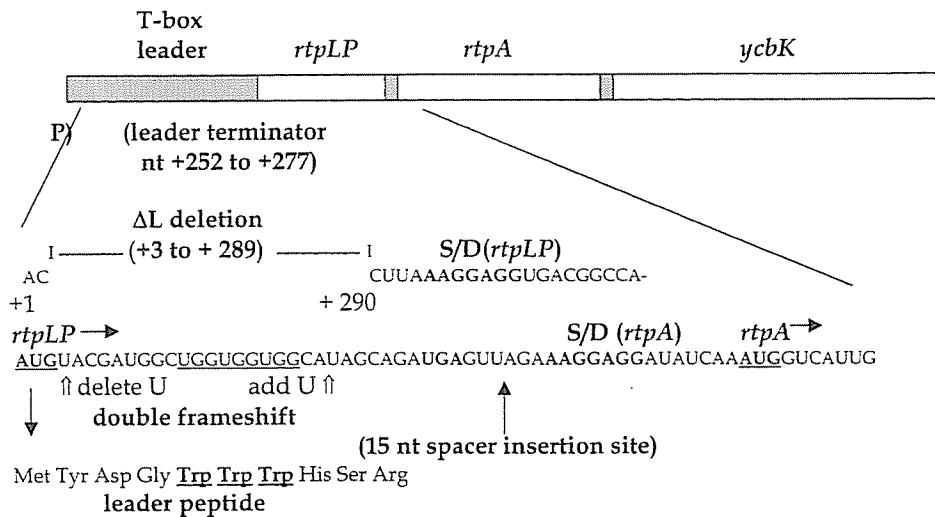 T-box
leader rtpLP rtpA ycbK
P) (leader terminator
nt +252 to +277)
ΔL deletion
(+3 to + 289)
I I S/D(rtpLP)
AC CUUAAAGGAGGUGACGGCCA-
+1 + 290
rtpLP S/D (rtpA) rtpA
AUGUACGAUGGCUGGUGGUGGCAUAGCAGAUGAGUUAGAAAGGAGGAUAUCAAAUGGUCAUUG
⇑ delete U add U ⇑
double frameshift
(15 nt spacer insertion site)
Met Tyr Asp Gly Trp Trp Trp His Ser Arg
leader peptide